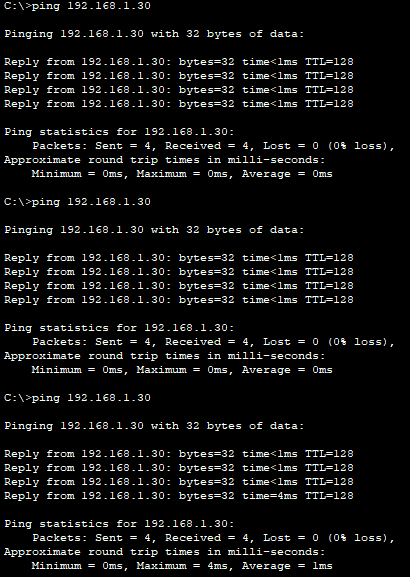 C:\>ping 192.168.1.30
Pinging 192.168.1.30 with 32 bytes of data:
Reply from 192.168.1.30: bytes=32 time<1ms TTL=128
Reply from 192.168.1.30: bytes=32 time<1ms TTL=128
Reply from 192.168.1.30: bytes=32 time<1ms TTL=128
Reply from 192.168.1.30: bytes=32 time<1ms TTL=128
Ping statistics for 192.168.1.30:
    Packets: Sent = 4, Received = 4, Lost = 0 (0% loss),
Approximate round trip times in milli-seconds:
    Minimum = 0ms, Maximum = 0ms, Average = 0ms
C:\>ping 192.168.1.30
Pinging 192.168.1.30 with 32 bytes of data:
Reply from 192.168.1.30: bytes=32 time<1ms TTL=128
Reply from 192.168.1.30: bytes=32 time<1ms TTL=128
Reply from 192.168.1.30: bytes=32 time<1ms TTL=128
Reply from 192.168.1.30: bytes=32 time<1ms TTL=128
Ping statistics for 192.168.1.30:
    Packets: Sent = 4, Received = 4, Lost = 0 (0% loss),
Approximate round trip times in milli-seconds:
    Minimum = 0ms, Maximum = 0ms, Average = 0ms
C:\>ping 192.168.1.30
Pinging 192.168.1.30 with 32 bytes of data:
Reply from 192.168.1.30: bytes=32 time<1ms TTL=128
Reply from 192.168.1.30: bytes=32 time<1ms TTL=128
Reply from 192.168.1.30: bytes=32 time<1ms TTL=128
Reply from 192.168.1.30: bytes=32 time=4ms TTL=128
Ping statistics for 192.168.1.30:
    Packets: Sent = 4, Received = 4, Lost = 0 (0% loss),
Approximate round trip times in milli-seconds:
    Minimum = 0ms, Maximum = 4ms, Average = 1ms